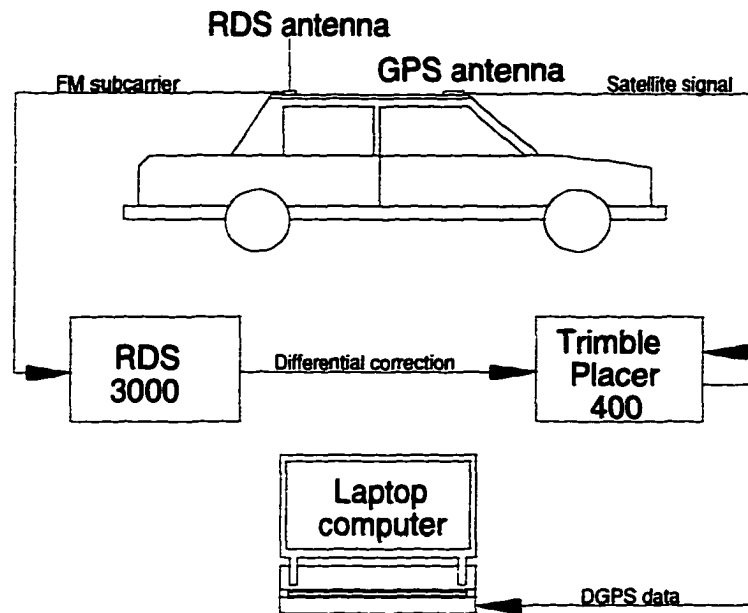 RDS antenna
GPS antenna
FM subcarrier
Satellite signal
RDS
3000
Differential correction
Trimble
Placer
400
Laptop
computer
DGPS data